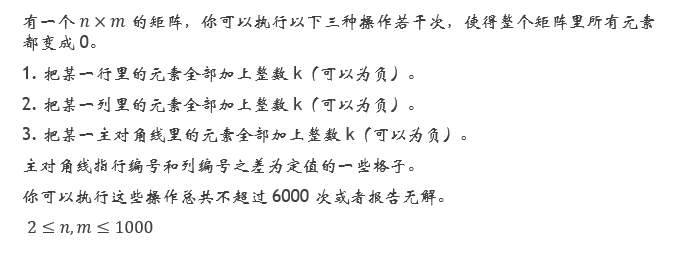 有一个 n × m 的矩阵，你可以执行以下三种操作若干次，使得整个矩阵里所有元素
都变成 0。
1. 把某一行里的元素全部加上整数 k（可以为负）。
2. 把某一列里的元素全部加上整数 k（可以为负）。
3. 把某一主对角线里的元素全部加上整数 k（可以为负）。
主对角线指行编号和列编号之差为定值的一些格子。
你可以执行这些操作总共不超过 6000 次或者报告无解。
2 ≤ n, m ≤ 1000